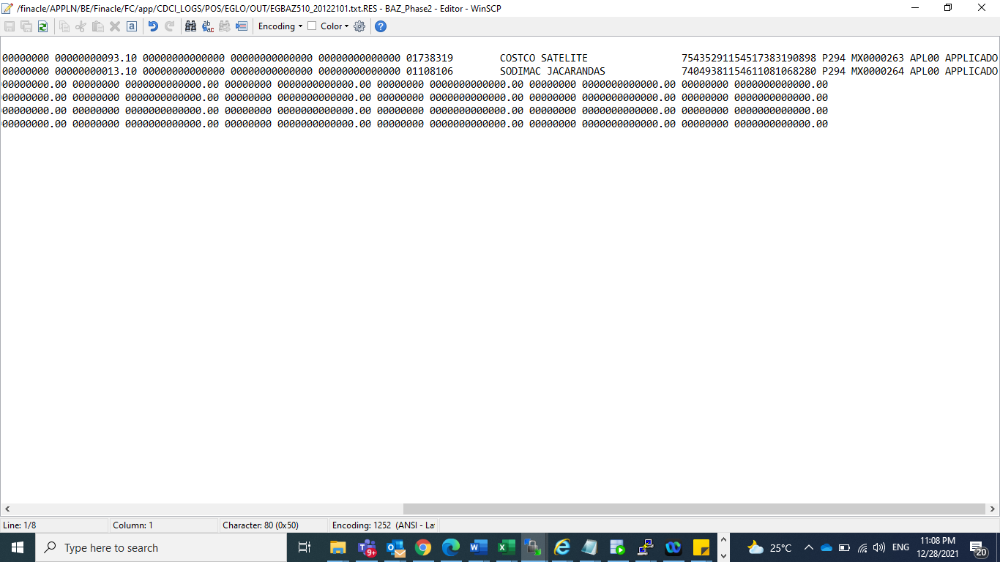 /finacle/APPLN/BE/Finacle/FC/app/CDCI_LOGS/POS/EGLO/OUT/EGBAZ510_20122101.txt.RES - BAZ_Phase2 - Editor - WinSCP
Encoding Color
00000000 00000000093.10 00000000000000 00000000000000 00000000000000 01738319 COSTCO SATELITE 75435291154517383190898 P294 MX0000263 APL00 APPLICADO
00000000 00000000013.10 00000000000000 00000000000000 00000000000000 01108106 SODIMAC JACARANDAS 74049381154611081068280 P294 MX0000264 APL00 APPLICADO
00000000.00 00000000 0000000000000.00 00000000 0000000000000.00 00000000 0000000000000.00 00000000 0000000000000.00 00000000 0000000000000.00
00000000.00 00000000 0000000000000.00 00000000 0000000000000.00 00000000 0000000000000.00 00000000 0000000000000.00 00000000 0000000000000.00
00000000.00 00000000 0000000000000.00 00000000 0000000000000.00 00000000 0000000000000.00 00000000 0000000000000.00 00000000 0000000000000.00
00000000.00 00000000 0000000000000.00 00000000 0000000000000.00 00000000 0000000000000.00 00000000 0000000000000.00 00000000 0000000000000.00
Line: 1/8 Column: 1 Character: 80 (0x50) Encoding: 1252 (ANSI - La
Type here to search 9+ 25°C ENG 11:08 PM
12/28/2021 20